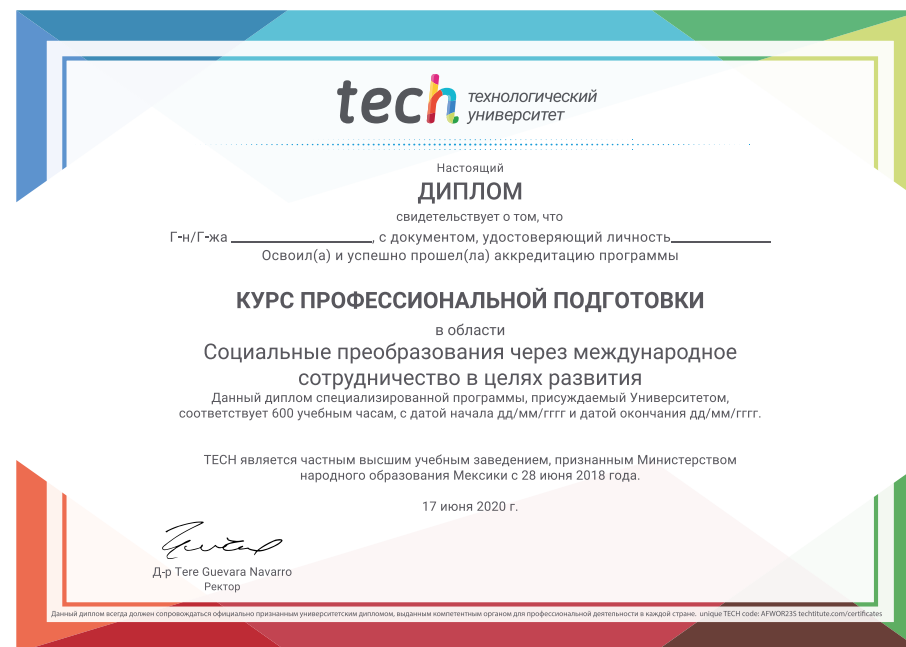 tech технологический
университет
Настоящий
ДИПЛОМ
свидетельствует о том, что
Г-н/Г-жа ____________________, с документом, удостоверяющий личность______________
Освоил(а) и успешно прошел(ла) аккредитацию программы
КУРС ПРОФЕССИОНАЛЬНОЙ ПОДГОТОВКИ
в области
Социальные преобразования через международное
сотрудничество в целях развития
Данный диплом специализированной программы, присуждаемый Университетом,
соответствует 600 учебным часам, с датой начала дд/мм/гггг и датой окончания дд/мм/гггг.
TECH является частным высшим учебным заведением, признанным Министерством
народного образования Мексики с 28 июня 2018 года.
17 июня 2020 г.
Д-р Tere Guevara Navarro
Ректор
Данный диплом всегда должен сопровождаться официально признанным университетским дипломом, выданным компетентным органом для профессиональной деятельности в каждой стране. unique TECH code: AFWOR235 techtitute.com/certificates